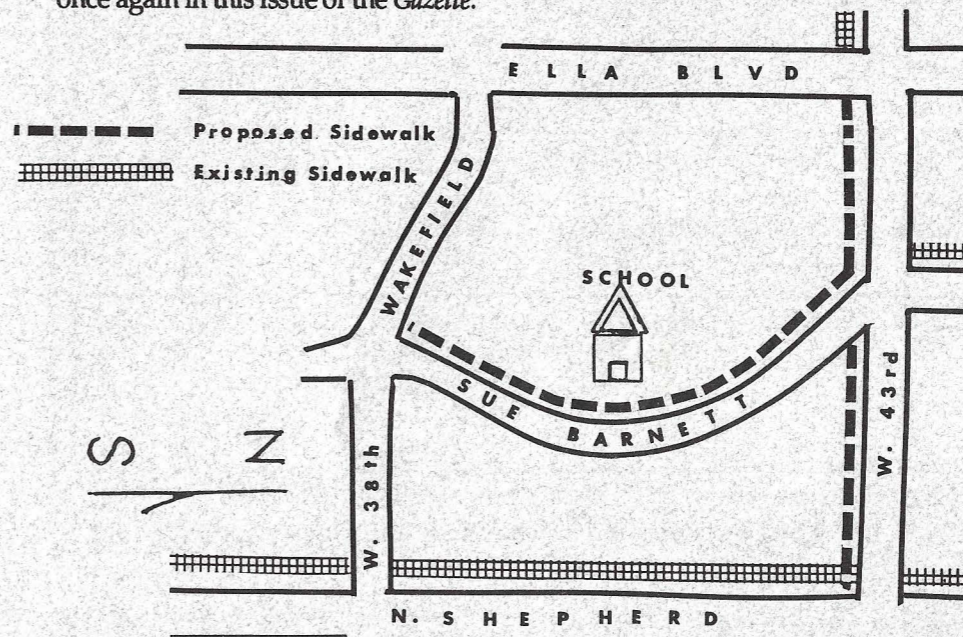 once again in this issue of the Gazette.
ELLA BLVD
Proposed Sidewalk
Existing Sidewalk
WAKEFIELD
SCHOOL
SUE BARNETT
W. 43rd
S N
W. 38th
N. SHEPHERD